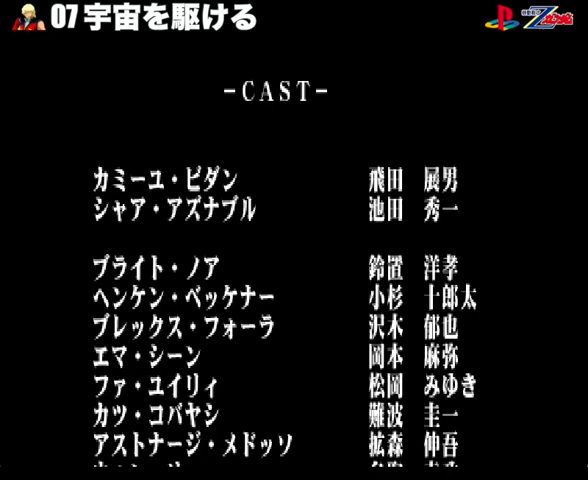 07 宇宙を駆ける
-CAST-
カミーユ・ビダン 飛田 展男
シャア・アズナブル 池田 秀一
ブライト・ノア 鈴置 洋孝
ヘンケン・ベッケナー 小杉 十郎太
ブレックス・フォーラ 沢木 郁也
エマ・シーン 岡本 麻弥
ファ・ユイリィ 松岡 みゆき
カツ・コバヤシ 難波 圭一
アストナージ・メドッソ 拡森 伸吾